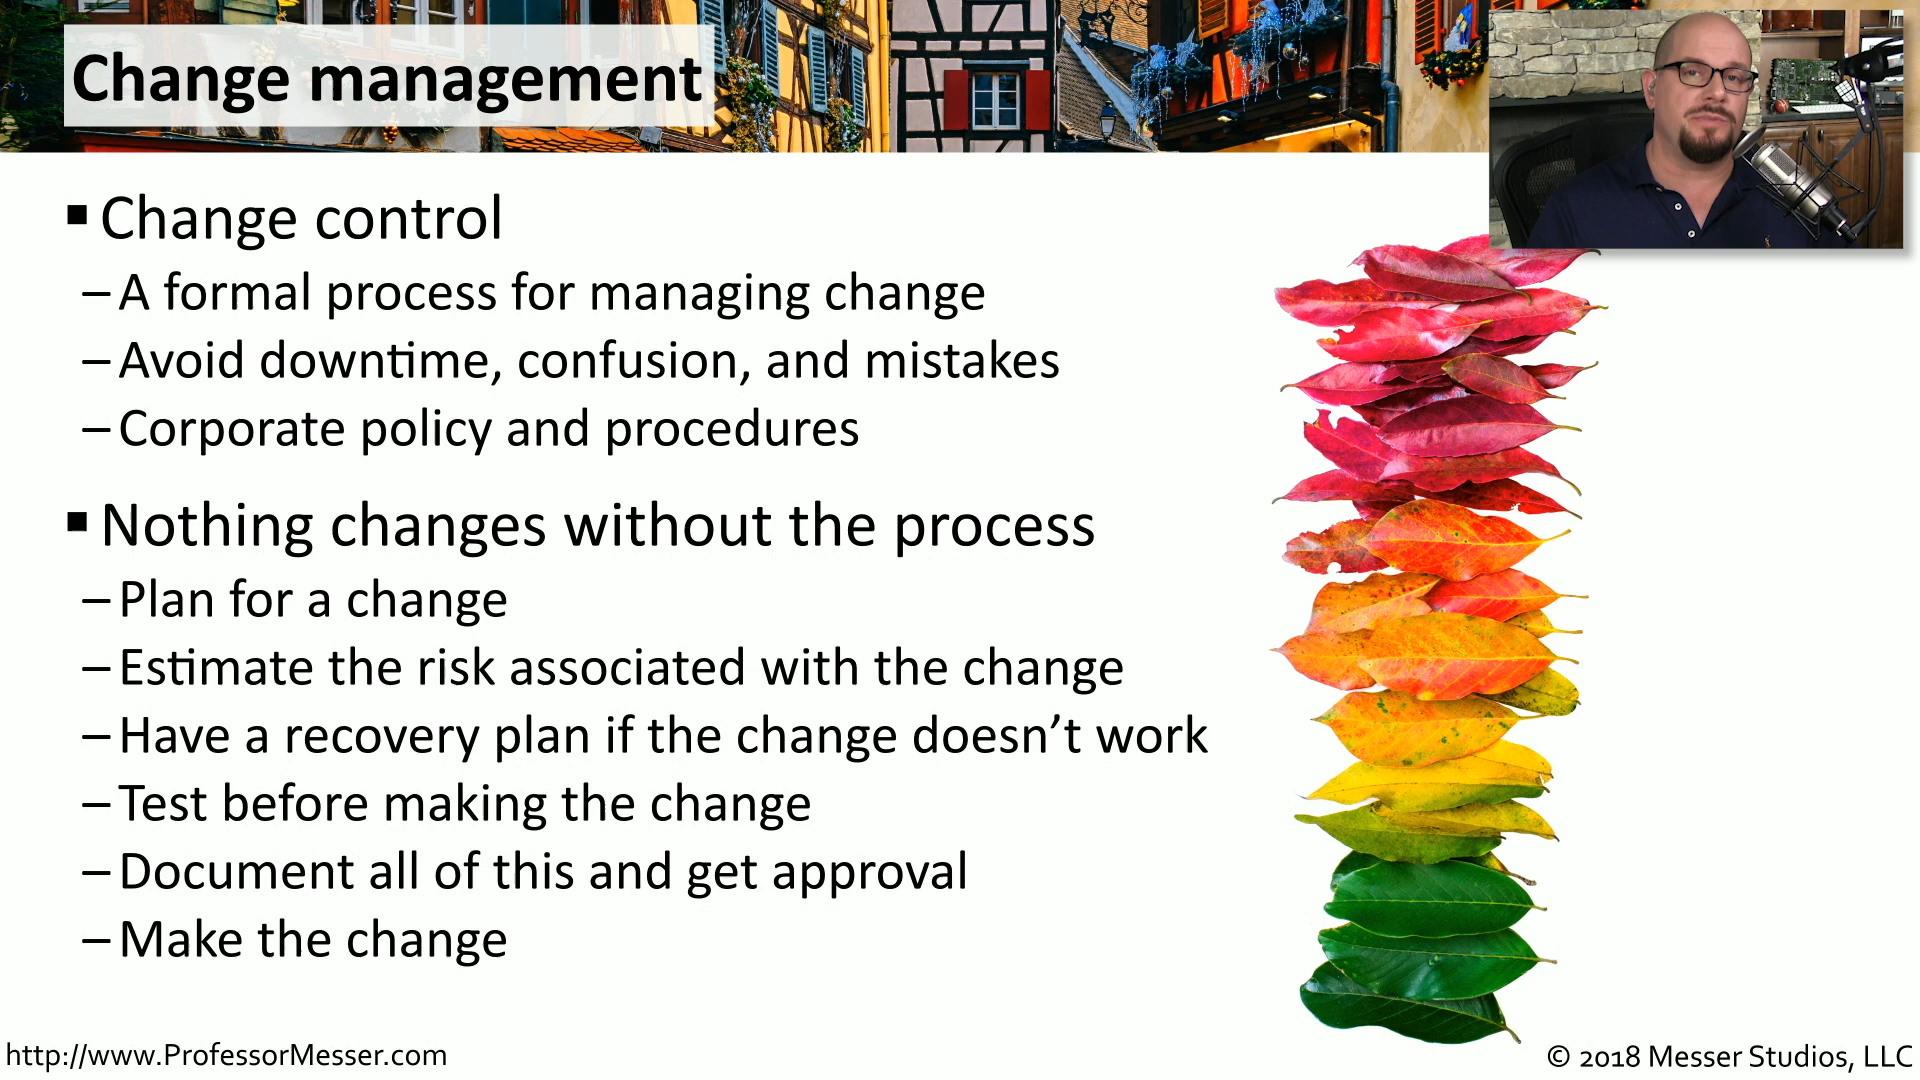 Change management
▪ Change control
– A formal process for managing change
– Avoid downtime, confusion, and mistakes
– Corporate policy and procedures
▪ Nothing changes without the process
– Plan for a change
– Estimate the risk associated with the change
– Have a recovery plan if the change doesn’t work
– Test before making the change
– Document all of this and get approval
– Make the change
http://www.ProfessorMesser.com
© 2018 Messer Studios, LLC